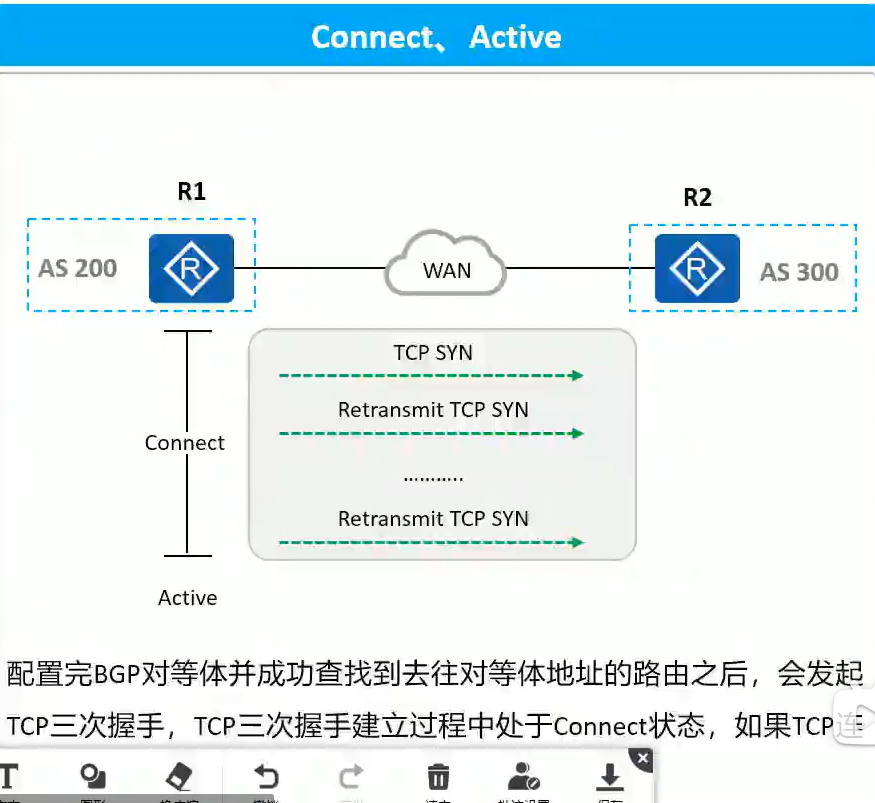 Connect、 Active
R1
R2
AS 200
R
WAN
R
AS 300
TCP SYN
Retransmit TCP SYN
Connect
...........
Retransmit TCP SYN
Active
配置完BGP对等体并成功查找到去往对等体地址的路由之后，会发起
TCP三次握手，TCP三次握手建立过程中处于Connect状态，如果TCP连
T